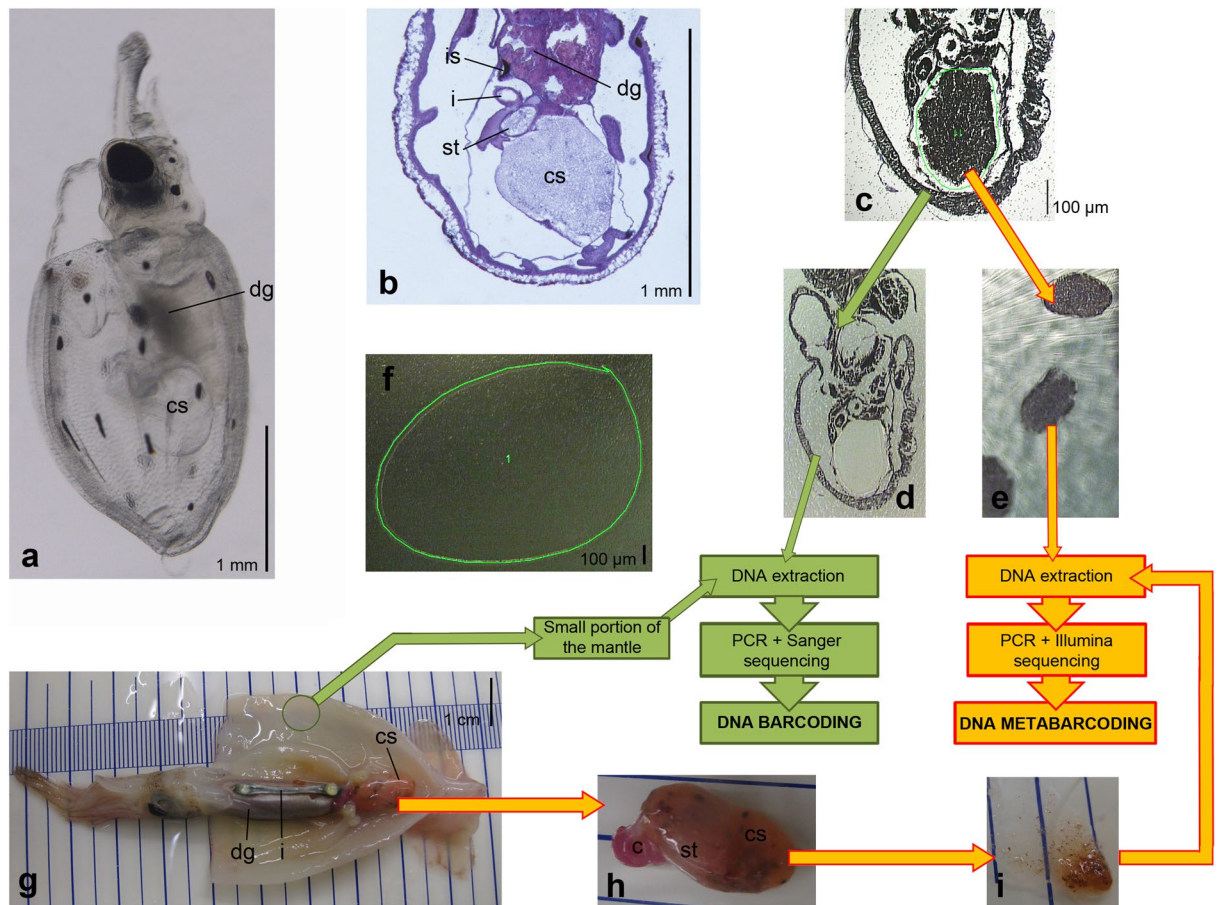 dg
cs
1 mm
a
is
i
st
dg
cs
1 mm
b
100 µm
c
d
e
1
100 µm
f
DNA extraction
PCR + Sanger
sequencing
DNA BARCODING
DNA extraction
PCR + Illumina
sequencing
DNA METABARCODING
Small portion of
the mantle
1 cm
cs
dg
i
g
c
st
cs
h
i